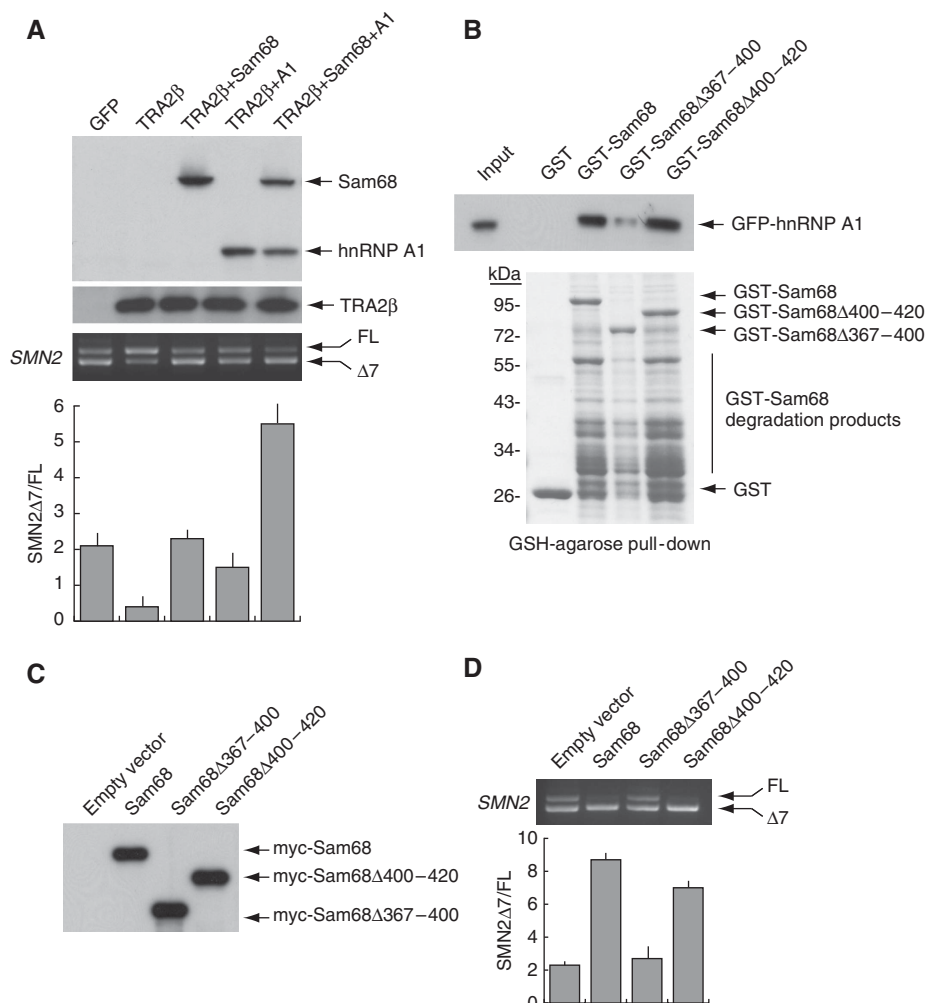 A
GFP
TRA2β
TRA2β+Sam68
TRA2β+A1
TRA2β+Sam68+A1
Sam68
hnRNP A1
TRA2β
SMN2
FL
Δ7
SMN2Δ7/FL
6
5
4
3
2
1
0
B
Input
GST
GST-Sam68
GST-Sam68Δ367–400
GST-Sam68Δ400–420
GFP-hnRNP A1
kDa
95-
72-
55-
43-
34-
26-
GST-Sam68
GST-Sam68Δ400–420
GST-Sam68Δ367–400
GST-Sam68
degradation products
GST
GSH-agarose pull-down
C
Empty vector
Sam68
Sam68Δ367–400
Sam68Δ400–420
myc-Sam68
myc-Sam68Δ400–420
myc-Sam68Δ367–400
D
Empty vector
Sam68
Sam68Δ367–400
Sam68Δ400–420
SMN2
FL
Δ7
SMN2Δ7/FL
10
8
6
4
2
0